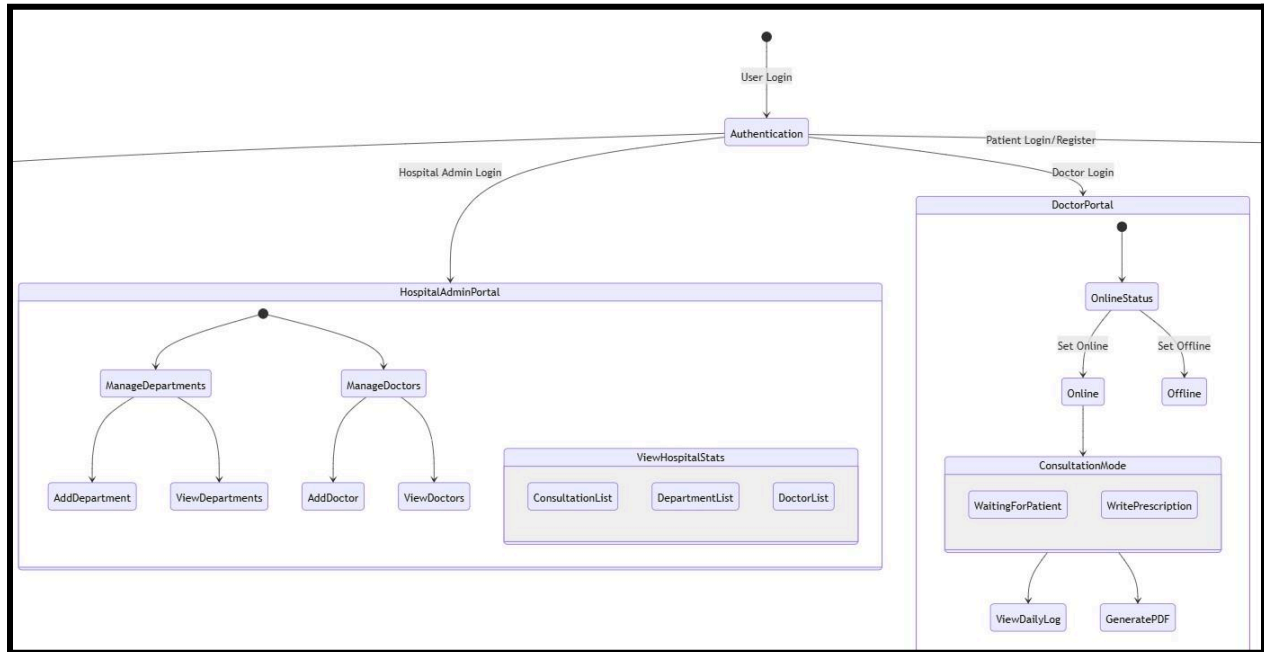 User Login
Authentication
Patient Login/Register
Hospital Admin Login
Doctor Login
DoctorPortal
HospitalAdminPortal
OnlineStatus
Set Online
Set Offline
ManageDepartments
ManageDoctors
Online
Offline
ViewHospitalStats
ConsultationMode
AddDepartment
ViewDepartments
AddDoctor
ViewDoctors
ConsultationList
DepartmentList
DoctorList
WaitingForPatient
WritePrescription
ViewDailyLog
GeneratePDF